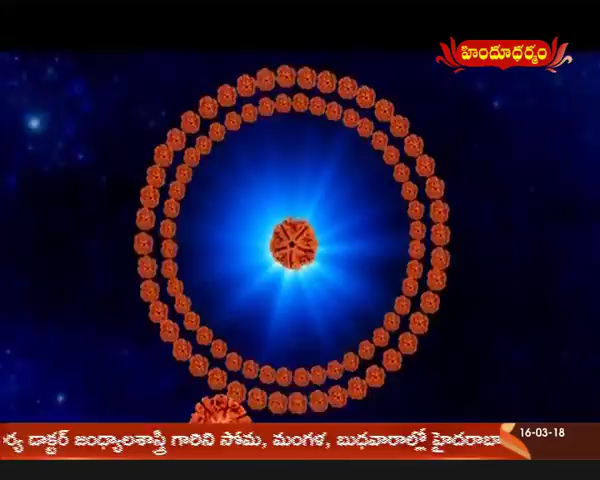 హిందూధర్మం
ర్య డాక్టర్ జంధ్యాలశాస్త్రి గారిని సోమ, మంగళ, బుధవారాల్లో హైదరాబా
16-03-18